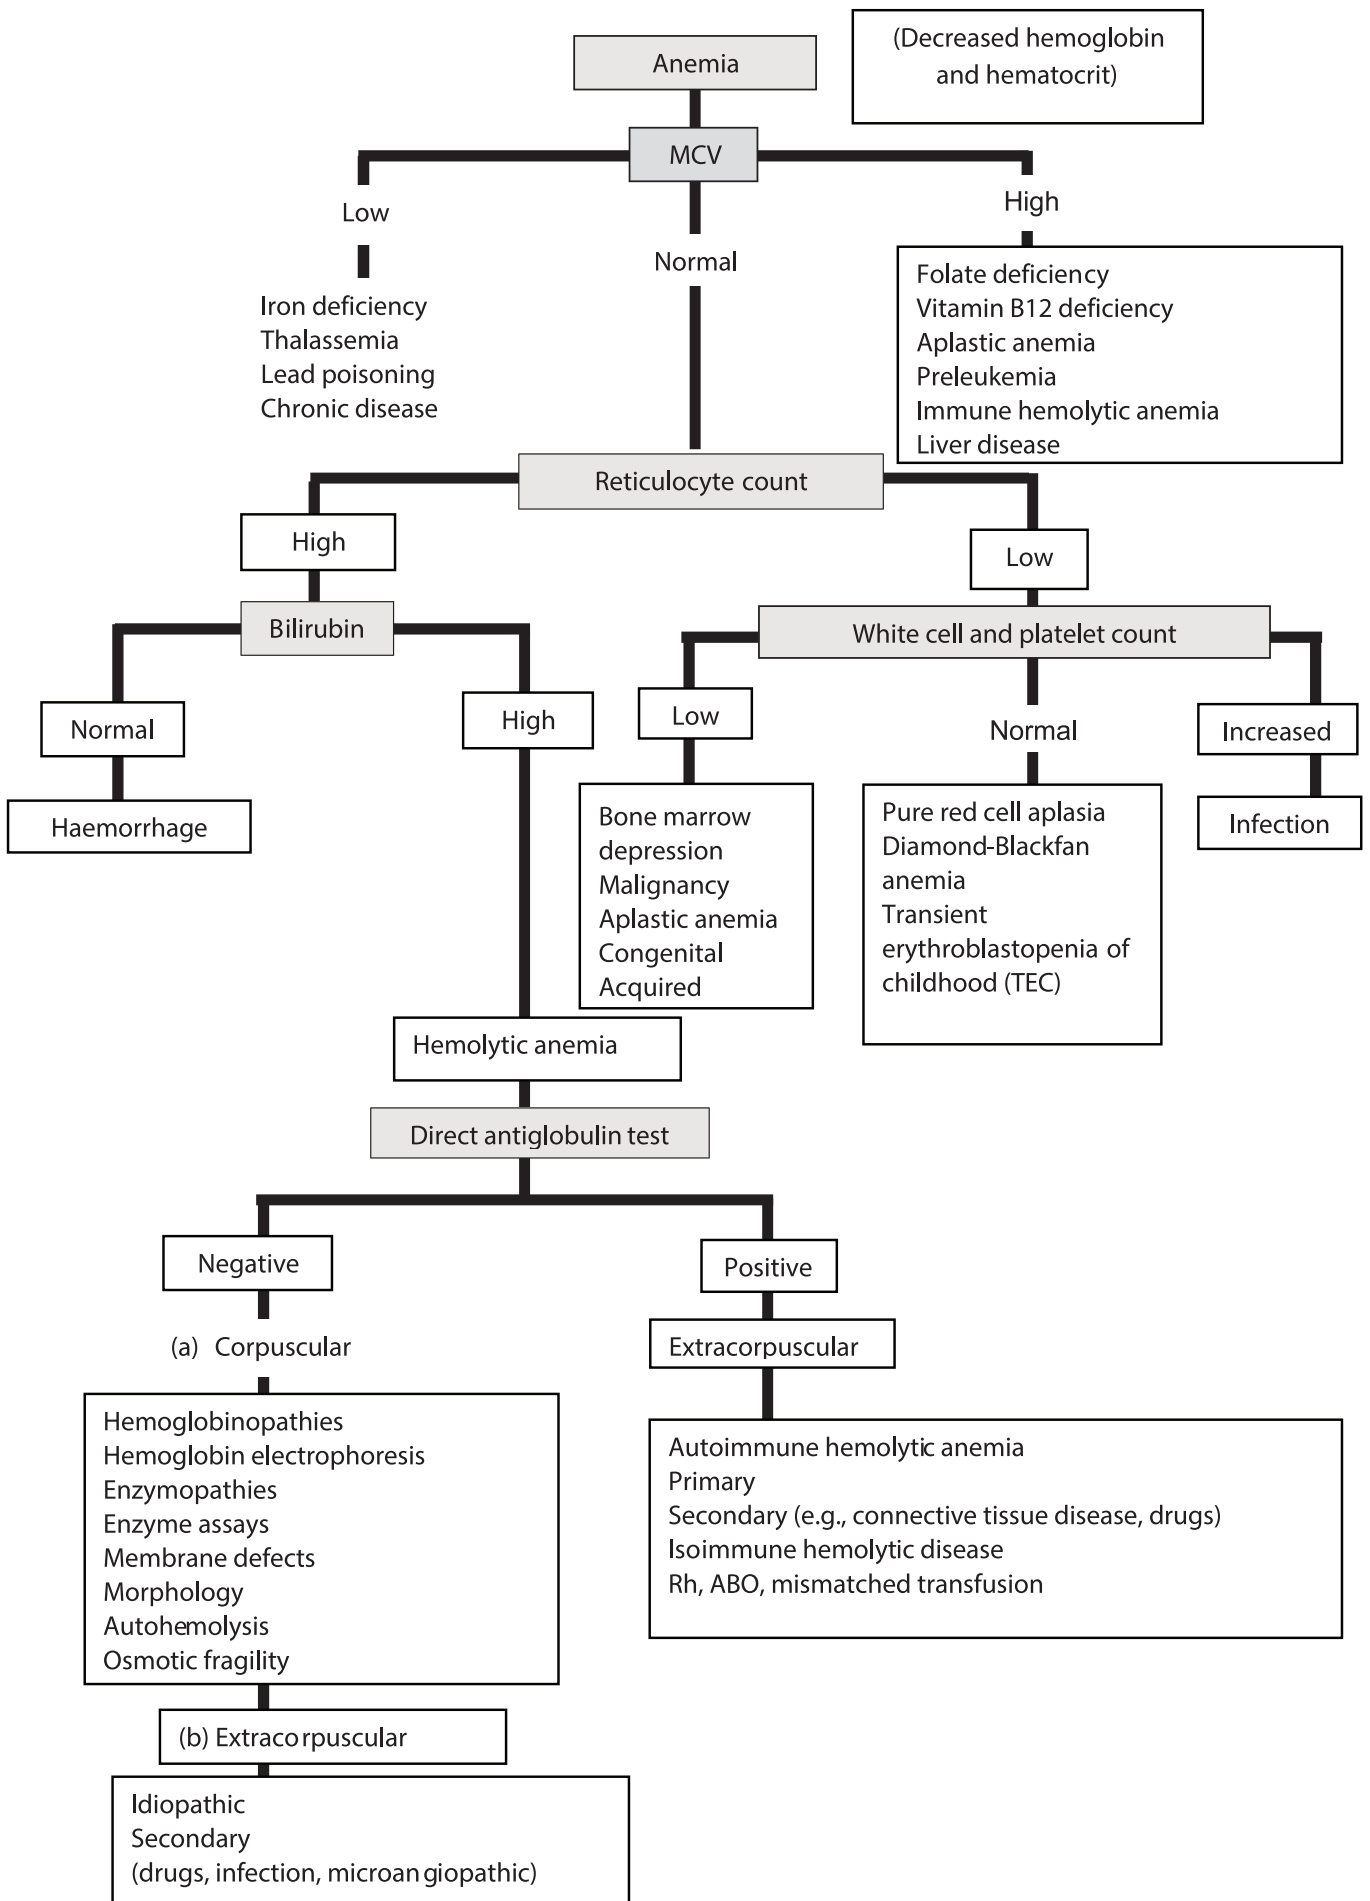 Anemia
(Decreased hemoglobin
and hematocrit)
MCV
Low
Normal
High
Iron deficiency
Thalassemia
Lead poisoning
Chronic disease
Folate deficiency
Vitamin B12 deficiency
Aplastic anemia
Preleukemia
Immune hemolytic anemia
Liver disease
Reticulocyte count
High
Low
Bilirubin
White cell and platelet count
Normal
High
Low
Normal
Increased
Haemorrhage
Bone marrow
depression
Malignancy
Aplastic anemia
Congenital
Acquired
Pure red cell aplasia
Diamond-Blackfan
anemia
Transient
erythroblastopenia of
childhood (TEC)
Infection
Hemolytic anemia
Direct antiglobulin test
Negative
Positive
(a) Corpuscular
Extracorpuscular
Hemoglobinopathies
Hemoglobin electrophoresis
Enzymopathies
Enzyme assays
Membrane defects
Morphology
Autohemolysis
Osmotic fragility
Autoimmune hemolytic anemia
Primary
Secondary (e.g., connective tissue disease, drugs)
Isoimmune hemolytic disease
Rh, ABO, mismatched transfusion
(b) Extracorpuscular
Idiopathic
Secondary
(drugs, infection, microangiopathic)